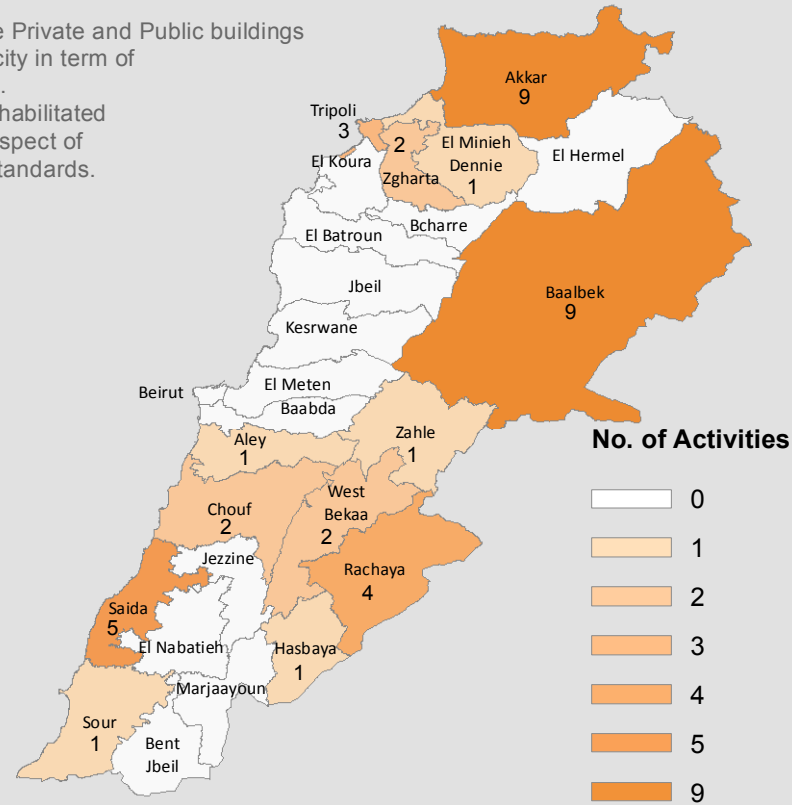 e Private and Public buildings
city in term of
.
habilitated
spect of
tandards.
Akkar
9
Tripoli
3
2
Zgharta
El Minieh
Dennie
1
El Hermel
El Koura
Bcharre
El Batroun
Jbeil
Baalbek
9
Kesrwane
El Meten
Beirut
Baabda
Aley
1
Zahle
1
No. of Activities
0
1
2
3
4
5
9
West
Bekaa
2
Chouf
2
Jezzine
Rachaya
4
Saida
5
El Nabatieh
Hasbaya
1
Marjaayoun
Sour
1
Bent
Jbeil